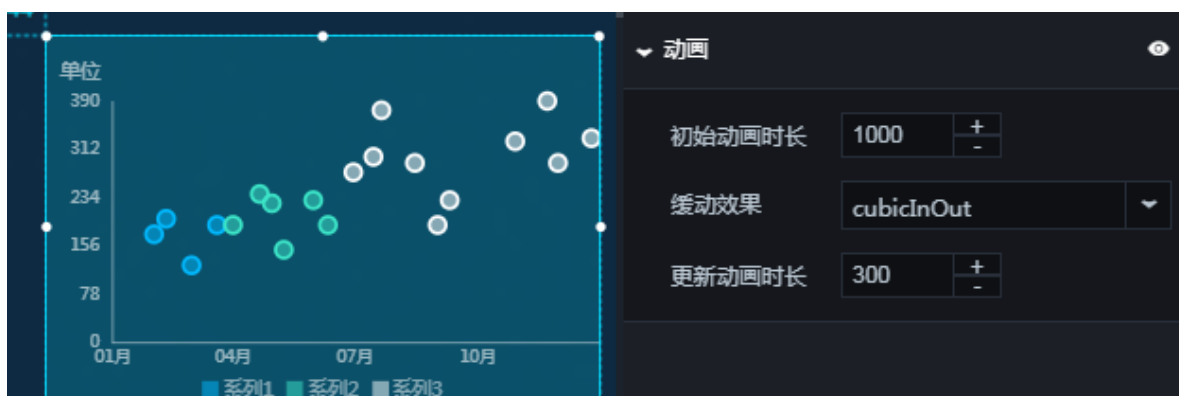 单位
390
312
234
156
78
0
01月 04月 07月 10月
系列1 系列2 系列3
动画
初始动画时长 1000 + -
缓动效果 cubicInOut
更新动画时长 300 + -